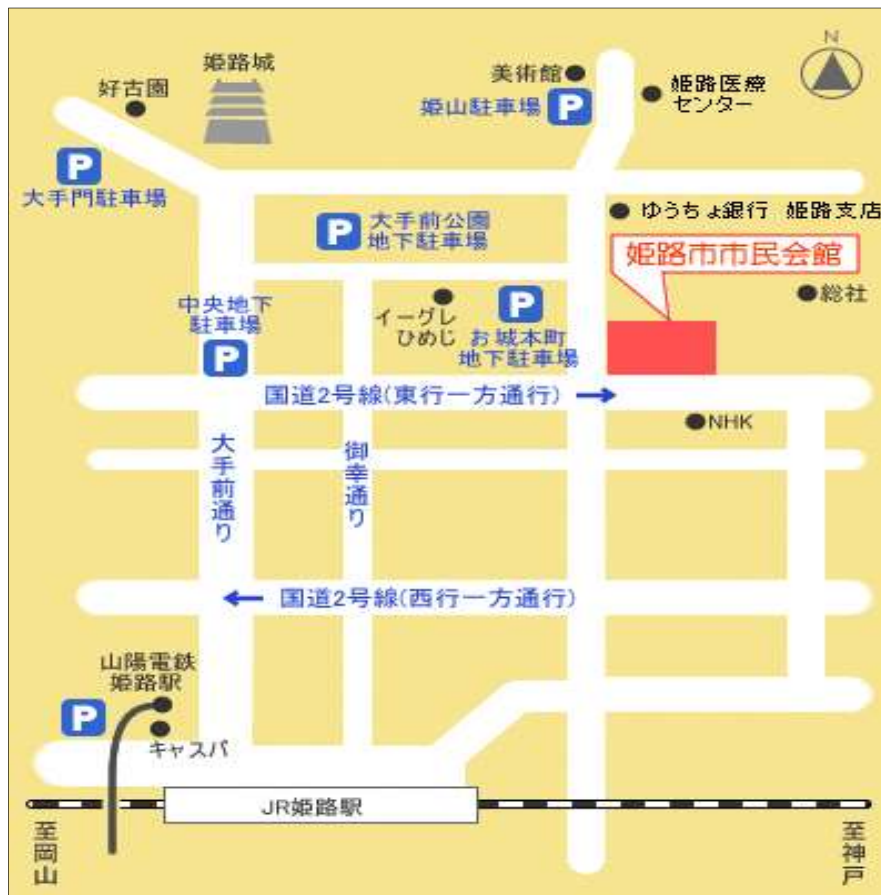 N
姫路城
美術館
好古園
姫路医療
センター
P
姫山駐車場
P
大手門駐車場
ゆうちょ銀行 姫路支店
P
大手前公園
地下駐車場
姫路市市民会館
総社
中央地下
駐車場
P
イーグレ
ひめじ
P
お城本町
地下駐車場
国道2号線(東行一方通行)
NHK
大手前通り
御幸通り
国道2号線(西行一方通行)
山陽電鉄
姫路駅
P
キャスパ
JR姫路駅
至岡山
至神戸